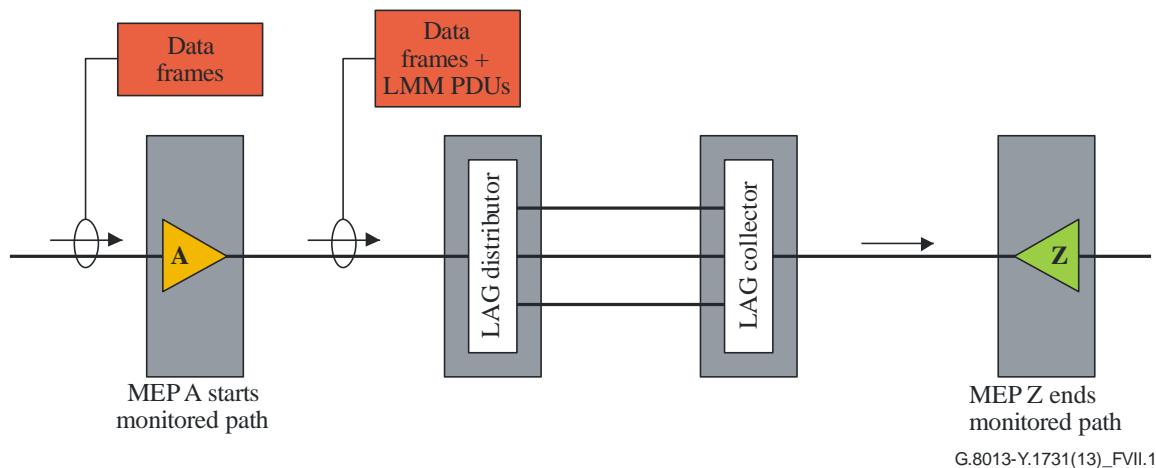 Data
frames
Data
frames +
LMM PDUs
A
LAG distributor
LAG collector
Z
MEP A starts
monitored path
MEP Z ends
monitored path
G.8013-Y.1731(13)_FVII.1